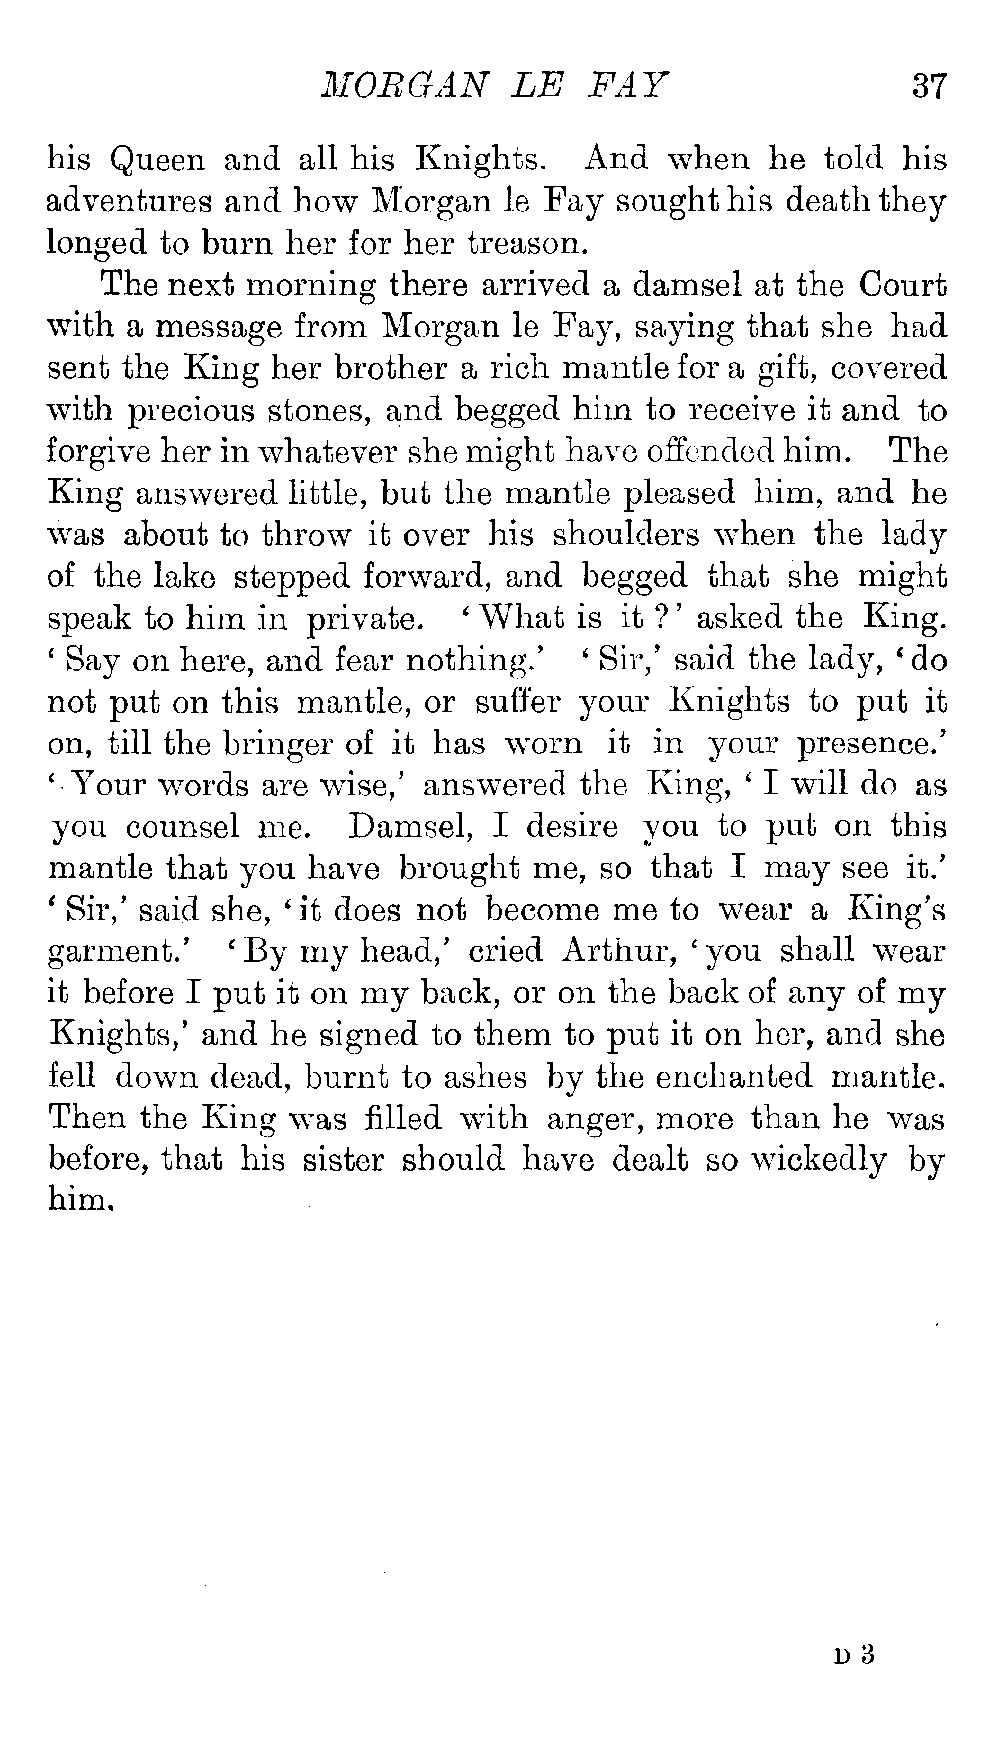 MORGAN LE FAY 37
his Queen and all his Knights. And when he told his
adventures and how Morgan le Fay sought his death they
longed to burn her for her treason.
The next morning there arrived a damsel at the Court
with a message from Morgan le Fay, saying that she had
sent the King her brother a rich mantle for a gift, covered
with precious stones, and begged him to receive it and to
forgive her in whatever she might have offended him. The
King answered little, but the mantle pleased him, and he
was about to throw it over his shoulders when the lady
of the lake stepped forward, and begged that she might
speak to him in private. ‘ What is it ? ’ asked the King.
‘ Say on here, and fear nothing.’ ‘ Sir,’ said the lady, ‘ do
not put on this mantle, or suffer your Knights to put it
on, till the bringer of it has worn it in your presence.’
‘ Your words are wise,’ answered the King, ‘ I will do as
you counsel me. Damsel, I desire you to put on this
mantle that you have brought me, so that I may see it.’
‘ Sir,’ said she, ‘ it does not become me to wear a King’s
garment.’ ‘ By my head,’ cried Arthur, ‘ you shall wear
it before I put it on my back, or on the back of any of my
Knights,’ and he signed to them to put it on her, and she
fell down dead, burnt to ashes by the enchanted mantle.
Then the King was filled with anger, more than he was
before, that his sister should have dealt so wickedly by
him.
D 3